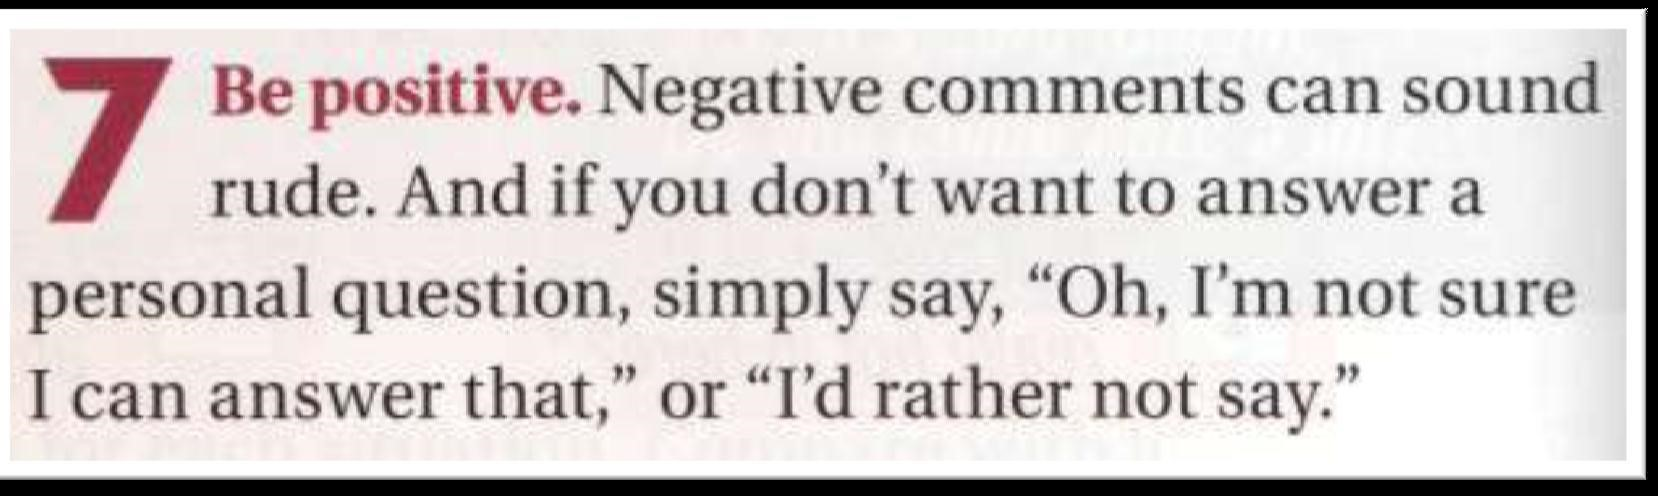 7 Be positive. Negative comments can sound
rude. And if you don't want to answer a
personal question, simply say, “Oh, I'm not sure
I can answer that,” or “I'd rather not say.”